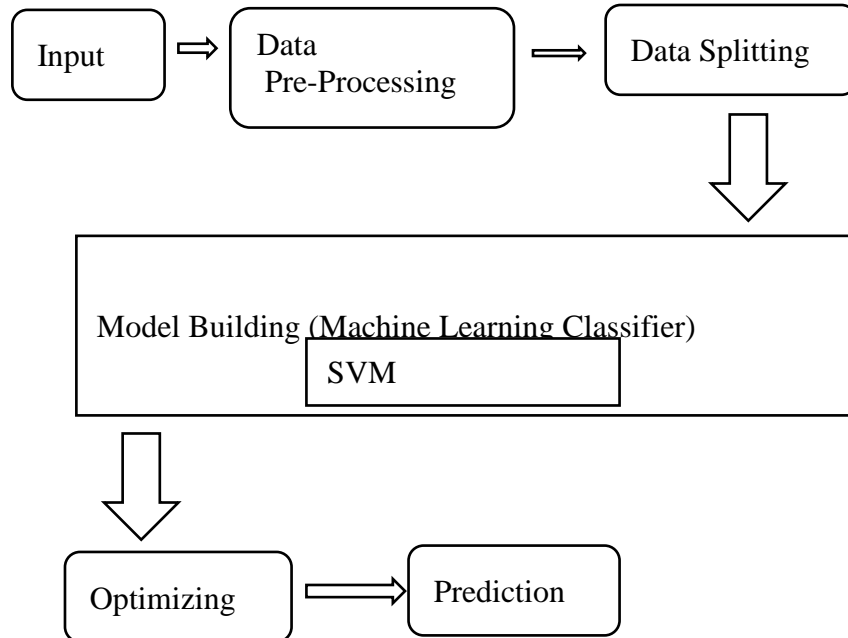 Input
Data
Pre-Processing
Data Splitting
Model Building (Machine Learning Classifier)
SVM
Optimizing
Prediction